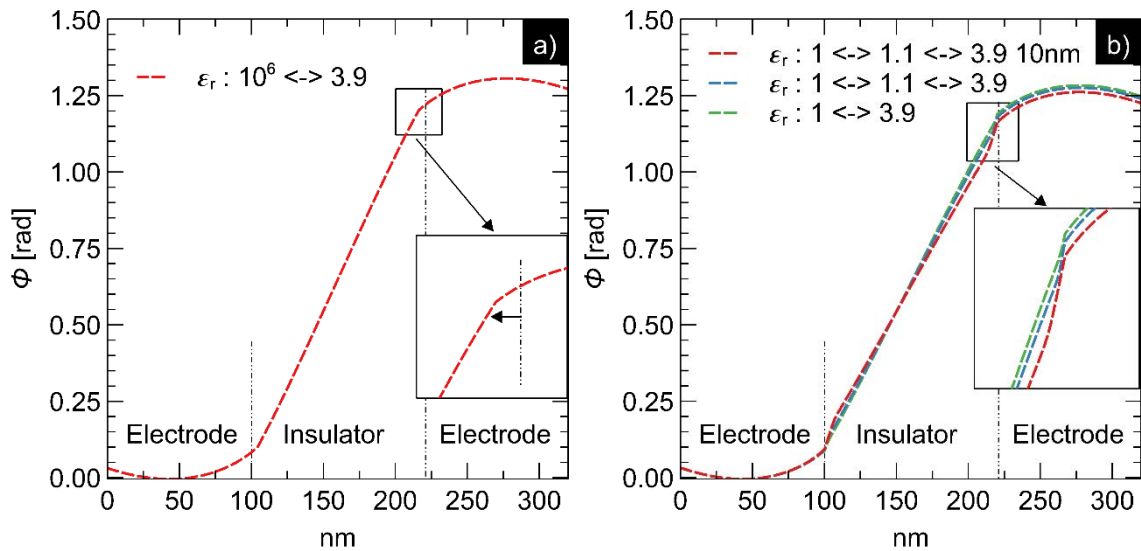 a)
εr : 10⁶ <-> 3.9
1.50
1.25
1.00
0.75
0.50
0.25
0.00
Φ [rad]
Electrode
Insulator
Electrode
0 50 100 150 200 250 300
nm
b)
εr : 1 <-> 1.1 <-> 3.9 10nm
εr : 1 <-> 1.1 <-> 3.9
εr : 1 <-> 3.9
1.50
1.25
1.00
0.75
0.50
0.25
0.00
Φ [rad]
Electrode
Insulator
Electrode
0 50 100 150 200 250 300
nm